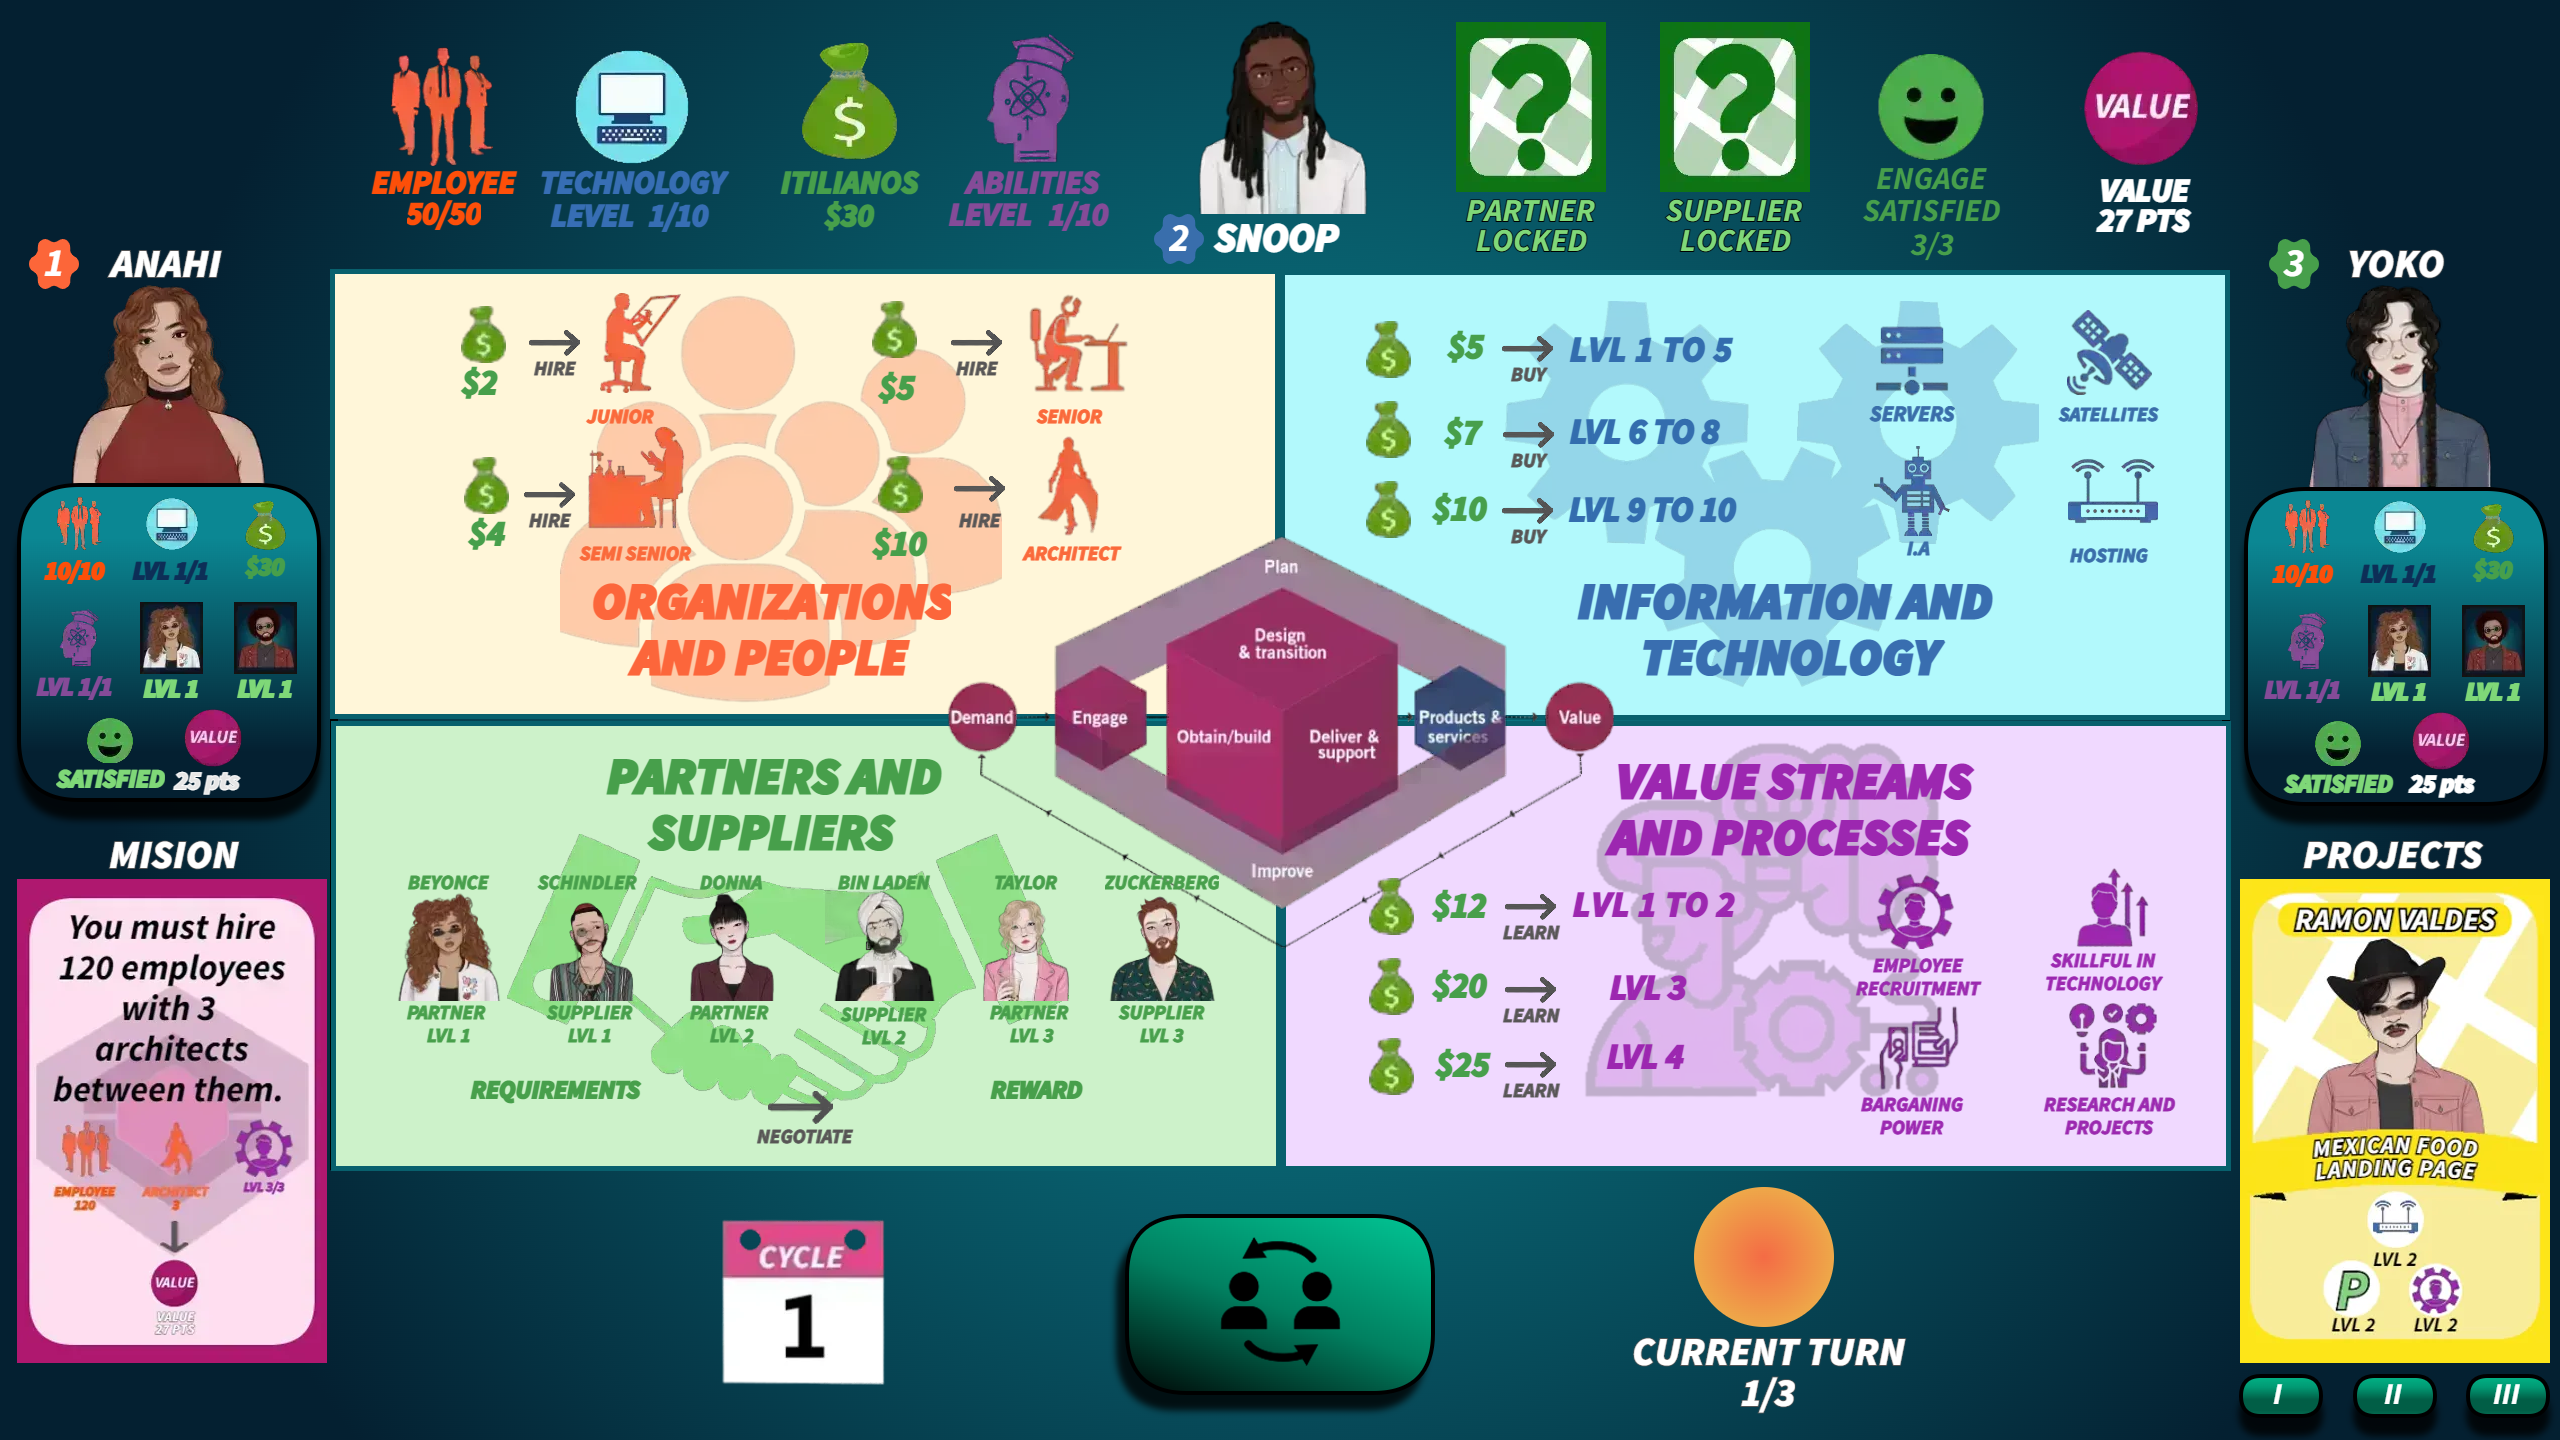 EMPLOYEE
50/50
TECHNOLOGY
LEVEL 1/10
$
ITILIANOS
$30
ABILITIES
LEVEL 1/10
2 SNOOP
?
PARTNER
LOCKED
?
SUPPLIER
LOCKED
ENGAGE
SATISFIED
3/3
VALUE
VALUE
27 PTS
1 ANAHI
10/10
LVL 1/1
$
$30
LVL 1/1
LVL 1
LVL 1
SATISFIED
VALUE
25 pts
MISION
You must hire
120 employees
with 3
architects
between them.
EMPLOYEE
120
ARCHITECT
3
LVL 3/3
VALUE
VALUE
27 PTS
$
$2
HIRE
JUNIOR
$
$5
HIRE
SENIOR
$
$4
HIRE
SEMI SENIOR
$
$10
HIRE
ARCHITECT
ORGANIZATIONS
AND PEOPLE
$
$5
BUY
LVL 1 TO 5
$
$7
BUY
LVL 6 TO 8
$
$10
BUY
LVL 9 TO 10
SERVERS
SATELLITES
I.A
HOSTING
INFORMATION AND
TECHNOLOGY
Plan
Design
& transition
Demand
Engage
Obtain/build
Deliver &
support
Products &
services
Value
Improve
PARTNERS AND
SUPPLIERS
BEYONCE
PARTNER
LVL 1
SCHINDLER
SUPPLIER
LVL 1
DONNA
PARTNER
LVL 2
BIN LADEN
SUPPLIER
LVL 2
TAYLOR
PARTNER
LVL 3
ZUCKERBERG
SUPPLIER
LVL 3
REQUIREMENTS
NEGOTIATE
REWARD
VALUE STREAMS
AND PROCESSES
$
$12
LEARN
LVL 1 TO 2
$
$20
LEARN
LVL 3
$
$25
LEARN
LVL 4
EMPLOYEE
RECRUITMENT
SKILLFUL IN
TECHNOLOGY
BARGANING
POWER
RESEARCH AND
PROJECTS
3 YOKO
10/10
LVL 1/1
$
$30
LVL 1/1
LVL 1
LVL 1
SATISFIED
VALUE
25 pts
PROJECTS
RAMON VALDES
MEXICAN FOOD
LANDING PAGE
LVL 2
P
LVL 2
LVL 2
I
II
III
CYCLE
1
CURRENT TURN
1/3